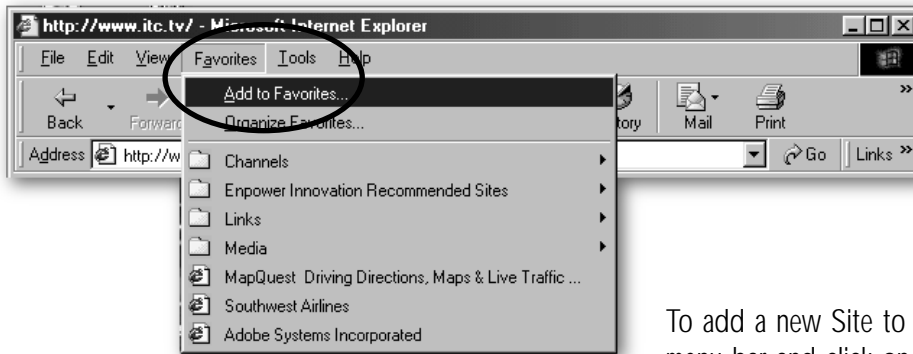 http://www.itc.tv/ - Microsoft Internet Explorer
File Edit View Favorites Tools Help
Back Forward Mail Print
Address http://w Go Links
Add to Favorites...
Organize Favorites...
Channels
Enpower Innovation Recommended Sites
Links
Media
MapQuest Driving Directions, Maps & Live Traffic ...
Southwest Airlines
Adobe Systems Incorporated
To add a new Site to